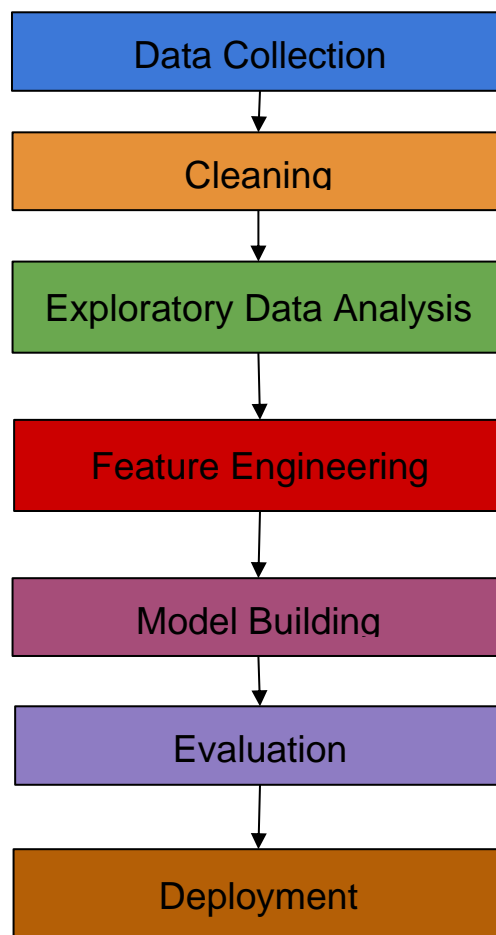 Data Collection
Cleaning
Exploratory Data Analysis
Feature Engineering
Model Building
Evaluation
Deployment